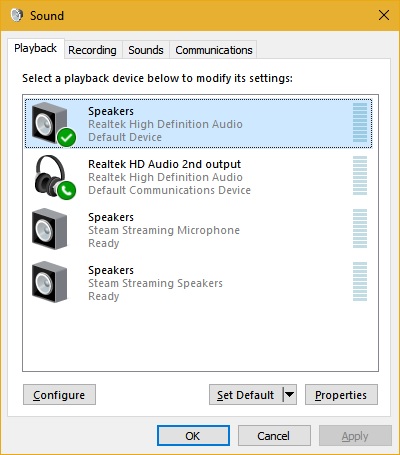 Sound
Playback Recording Sounds Communications
Select a playback device below to modify its settings:
Speakers
Realtek High Definition Audio
Default Device
Realtek HD Audio 2nd output
Realtek High Definition Audio
Default Communications Device
Speakers
Steam Streaming Microphone
Ready
Speakers
Steam Streaming Speakers
Ready
Configure Set Default Properties
OK Cancel Apply